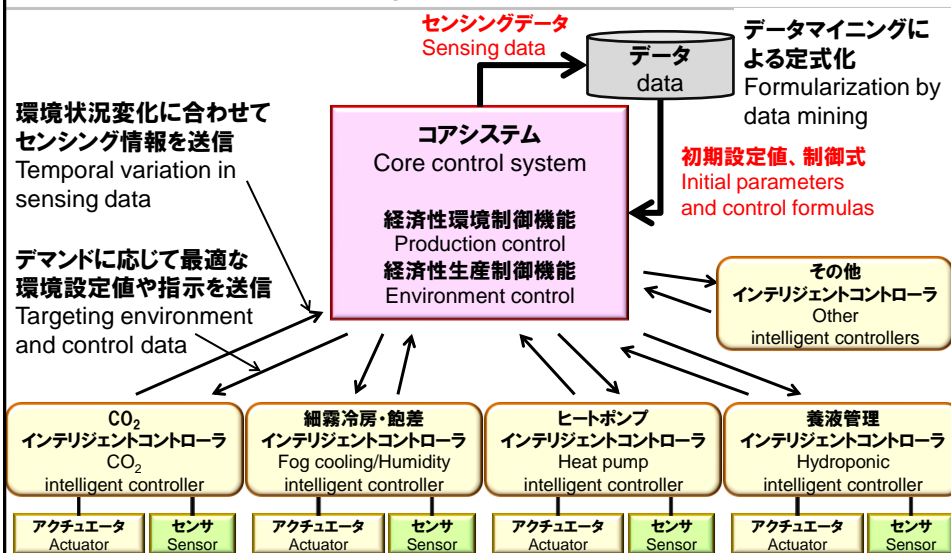 センシングデータ
Sensing data
データ
data
データマイニングに
よる定式化
Formularization by
data mining
環境状況変化に合わせて
センシング情報を送信
Temporal variation in
sensing data
コアシステム
Core control system
経済性環境制御機能
Production control
経済性生産制御機能
Environment control
初期設定値、制御式
Initial parameters
and control formulas
デマンドに応じて最適な
環境設定値や指示を送信
Targeting environment
and control data
その他
インテリジェントコントローラ
Other
intelligent controllers
CO₂
インテリジェントコントローラ
CO₂
intelligent controller
細霧冷房・飽差
インテリジェントコントローラ
Fog cooling/Humidity
intelligent controller
ヒートポンプ
インテリジェントコントローラ
Heat pump
intelligent controller
養液管理
インテリジェントコントローラ
Hydroponic
intelligent controller
アクチュエータ
Actuator
センサ
Sensor
アクチュエータ
Actuator
センサ
Sensor
アクチュエータ
Actuator
センサ
Sensor
アクチュエータ
Actuator
センサ
Sensor